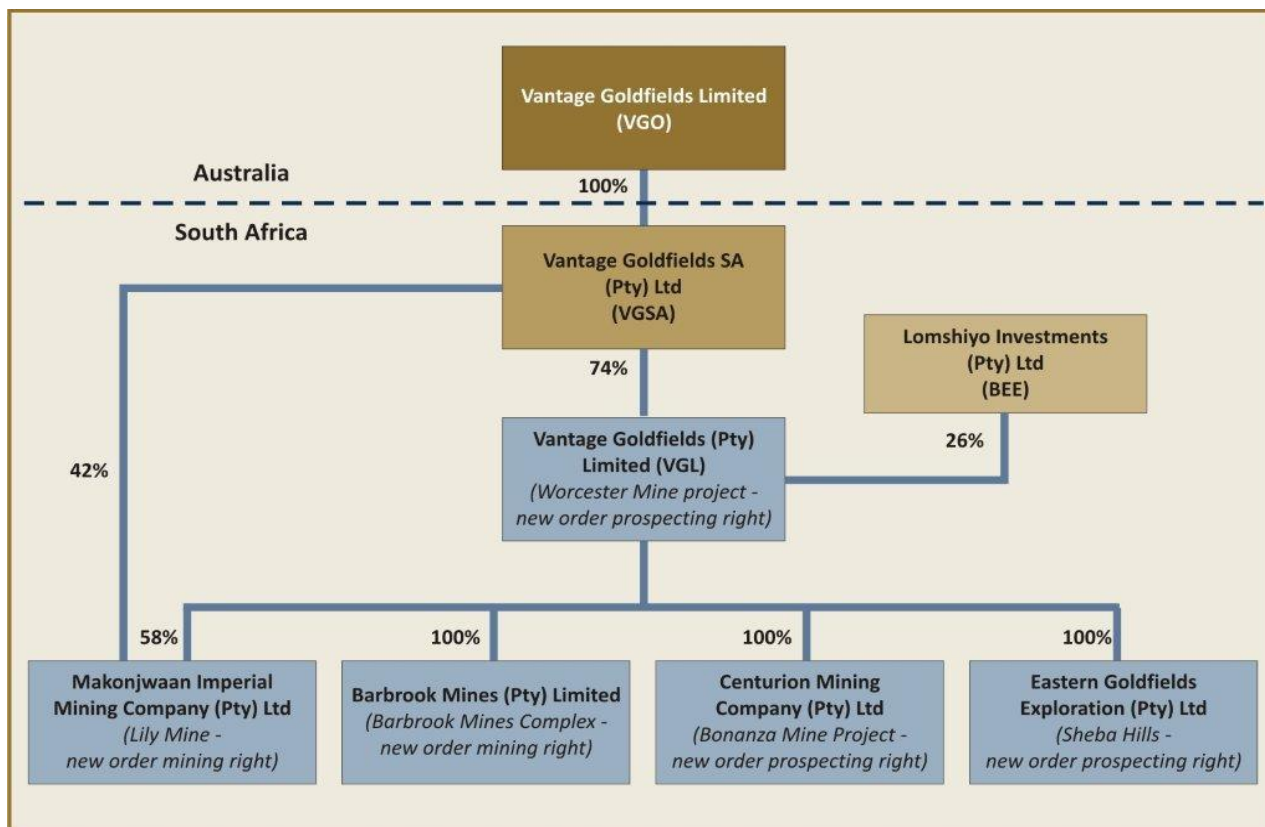 Vantage Goldfields Limited
(VGO)
Australia
100%
South Africa
Vantage Goldfields SA
(Pty) Ltd
(VGSA)
74%
Lomshiyo Investments
(Pty) Ltd
(BEE)
26%
42%
Vantage Goldfields (Pty)
Limited (VGL)
(Worcester Mine project -
new order prospecting right)
58%
100%
100%
100%
Makonjwaan Imperial
Mining Company (Pty) Ltd
(Lily Mine -
new order mining right)
Barbrook Mines (Pty) Limited
(Barbrook Mines Complex -
new order mining right)
Centurion Mining
Company (Pty) Ltd
(Bonanza Mine Project -
new order prospecting right)
Eastern Goldfields
Exploration (Pty) Ltd
(Sheba Hills -
new order prospecting right)